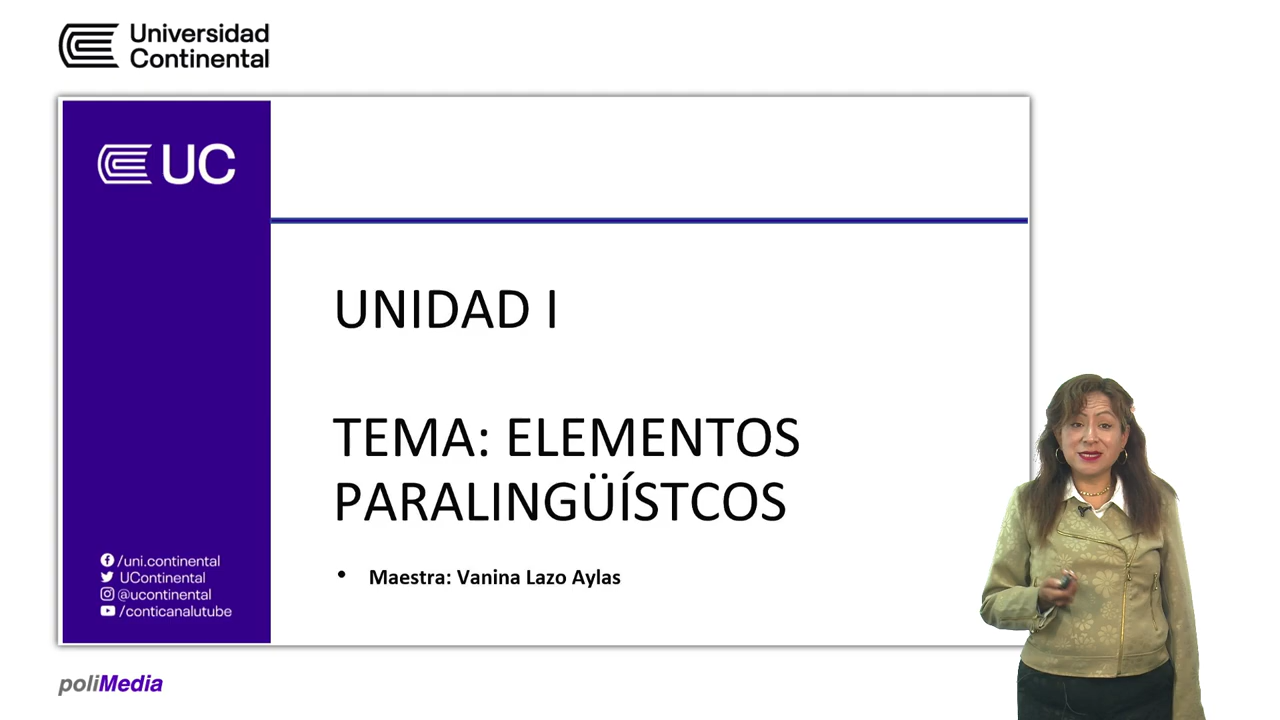 Universidad
Continental
UC
UNIDAD I
TEMA: ELEMENTOS
PARALINGÜÍSTCOS
• Maestra: Vanina Lazo Aylas
/uni.continental
UContinental
@ucontinental
/conticanalutube
poliMedia